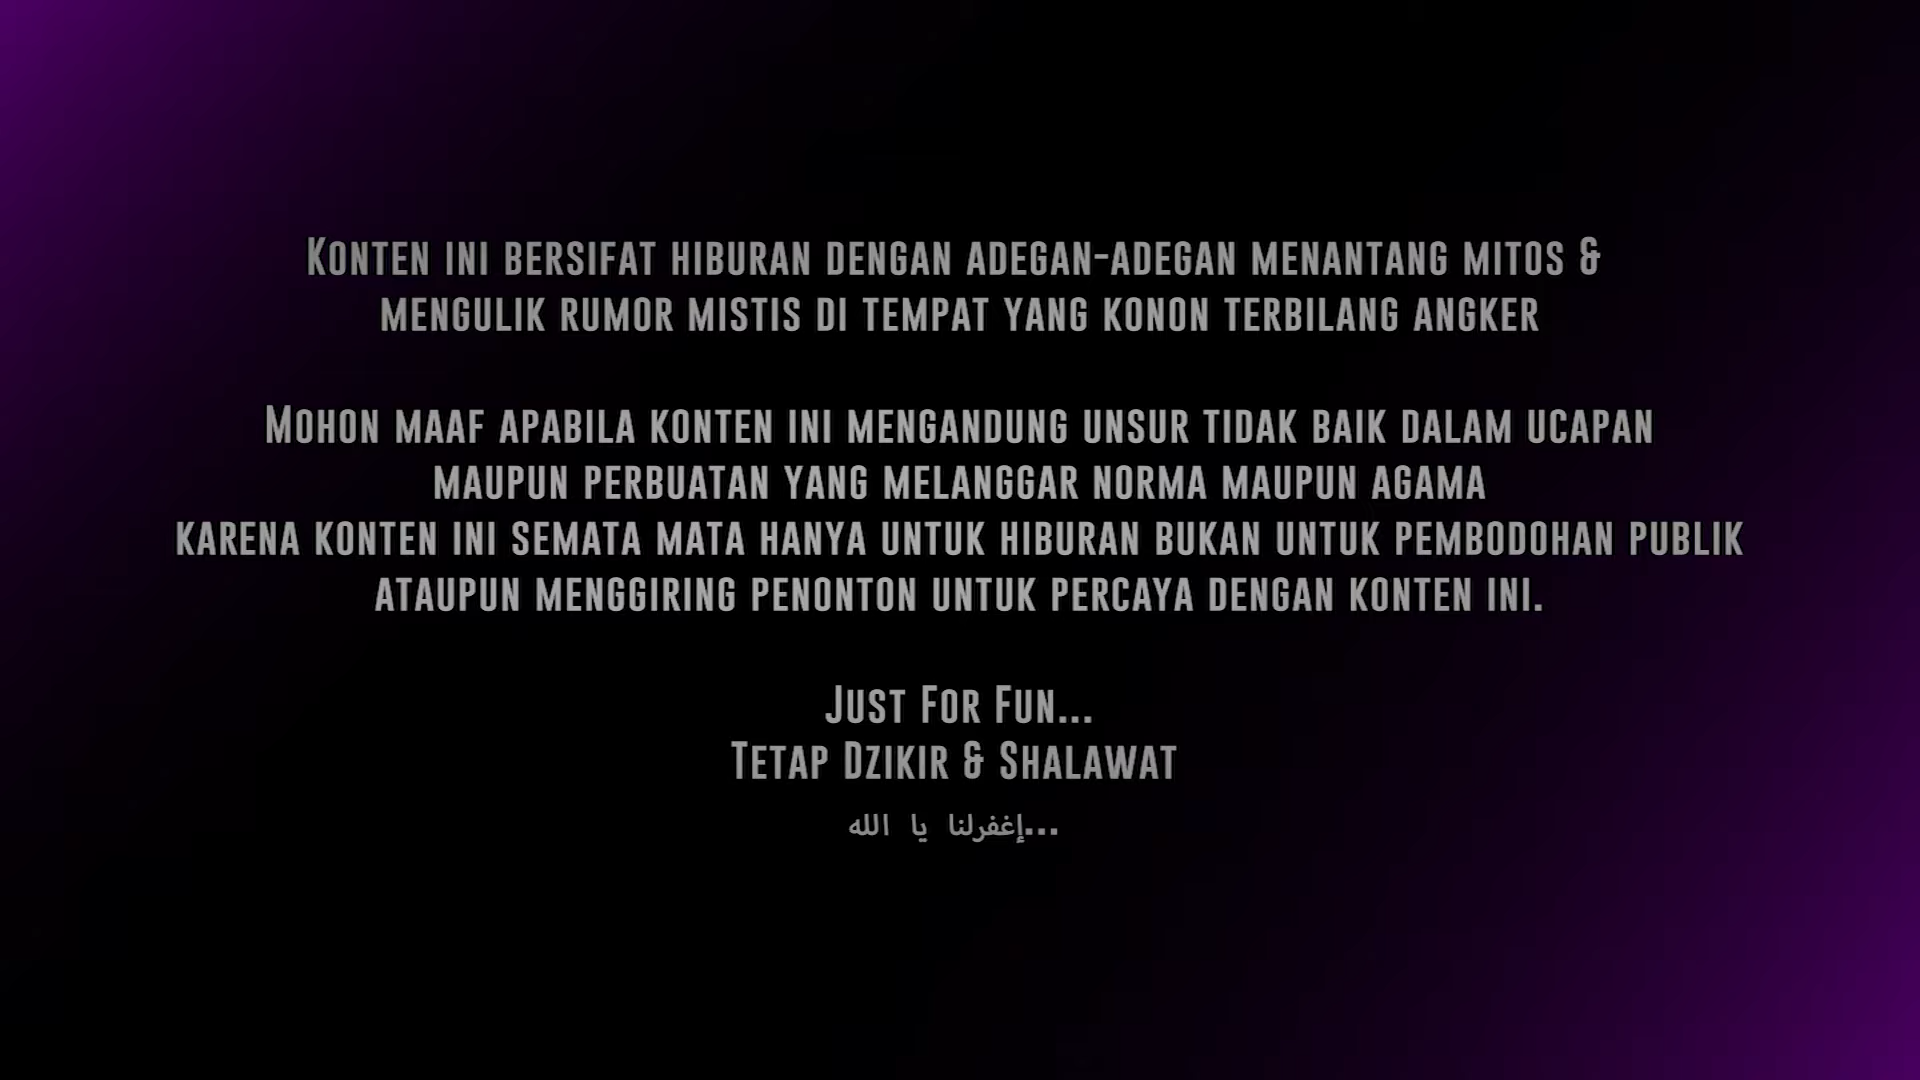 Konten ini bersifat hiburan dengan adegan-adegan menantang mitos &
mengulik rumor mistis di tempat yang konon terbilang angker
Mohon maaf apabila konten ini mengandung unsur tidak baik dalam ucapan
maupun perbuatan yang melanggar norma maupun agama
karena konten ini semata mata hanya untuk hiburan bukan untuk pembodohan publik
ataupun menggiring penonton untuk percaya dengan konten ini.
Just For Fun...
Tetap Dzikir & Shalawat
...إغفرلنا يا الله